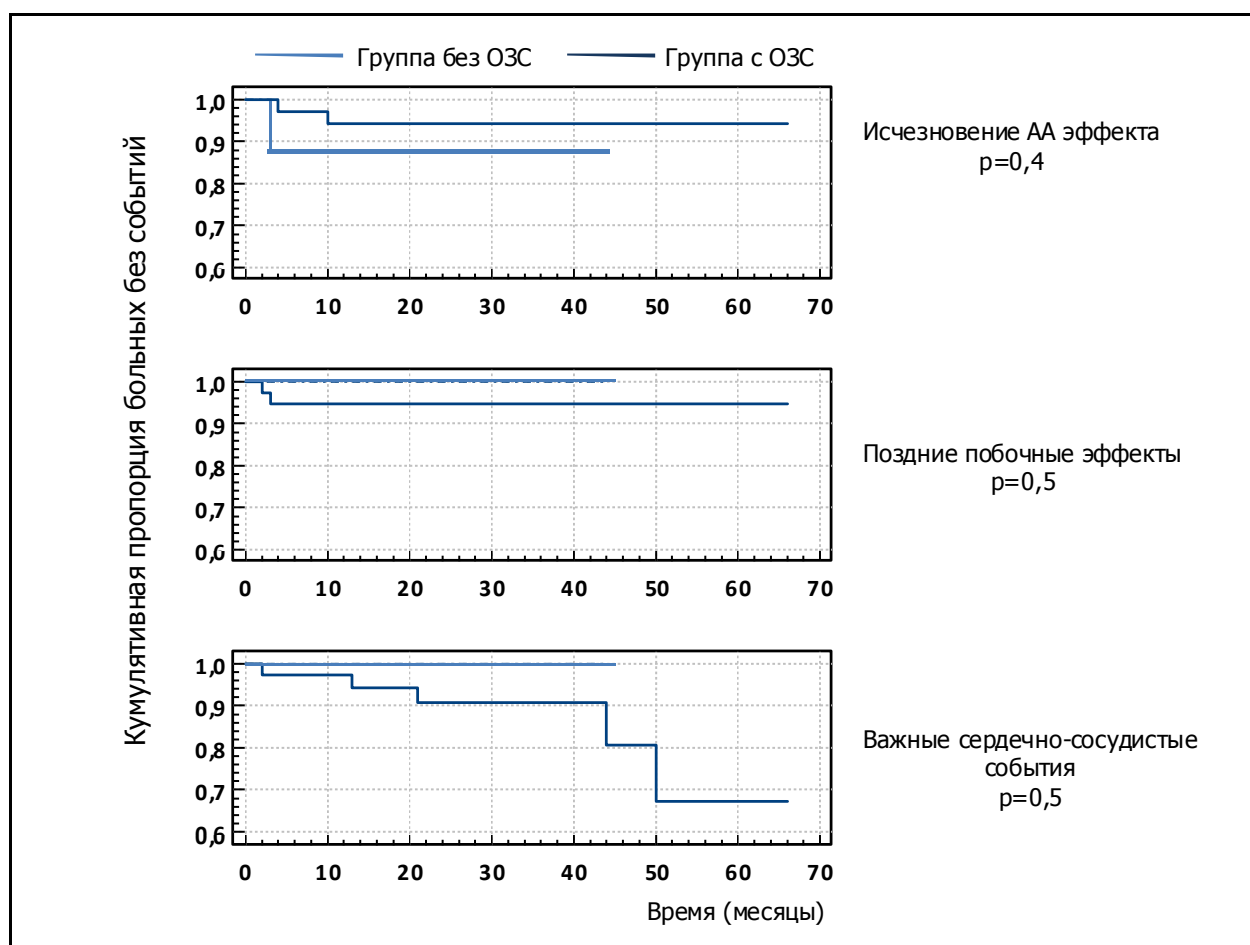 Группа без ОЗС
Группа с ОЗС
Кумулятивная пропорция больных без событий
1,0
0,9
0,8
0,7
0,6
0 10 20 30 40 50 60 70
Исчезновение АА эффекта
p=0,4
1,0
0,9
0,8
0,7
0,6
0 10 20 30 40 50 60 70
Поздние побочные эффекты
p=0,5
1,0
0,9
0,8
0,7
0,6
0 10 20 30 40 50 60 70
Важные сердечно-сосудистые
события
p=0,5
Время (месяцы)